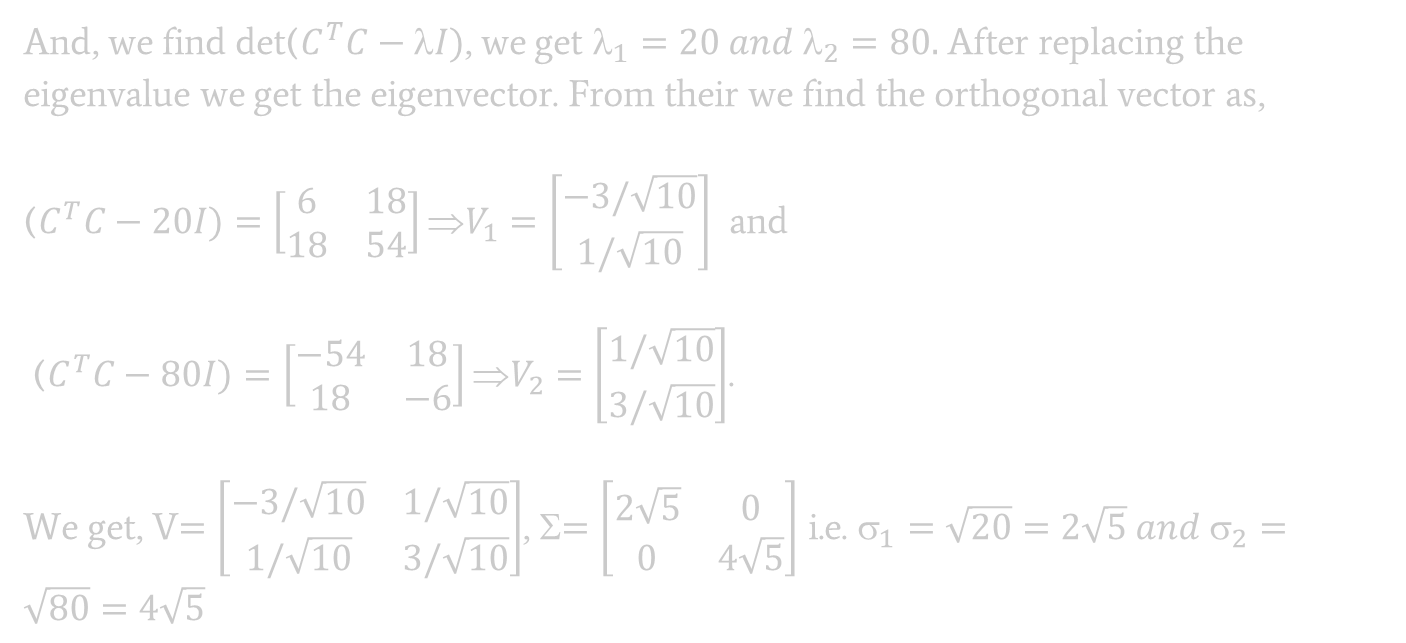 And, we find det(𝐶ᵀ𝐶 − λ𝐼), we get λ₁ = 20 𝑎𝑛𝑑 λ₂ = 80. After replacing the
eigenvalue we get the eigenvector. From their we find the orthogonal vector as,
(𝐶ᵀ𝐶 − 20𝐼) = [6 18; 18 54] ⇒ 𝑉₁ = [−3/√10; 1/√10] and
(𝐶ᵀ𝐶 − 80𝐼) = [−54 18; 18 −6] ⇒ 𝑉₂ = [1/√10; 3/√10].
We get, V= [−3/√10 1/√10; 1/√10 3/√10], Σ= [2√5 0; 0 4√5] i.e. σ₁ = √20 = 2√5 𝑎𝑛𝑑 σ₂ =
√80 = 4√5